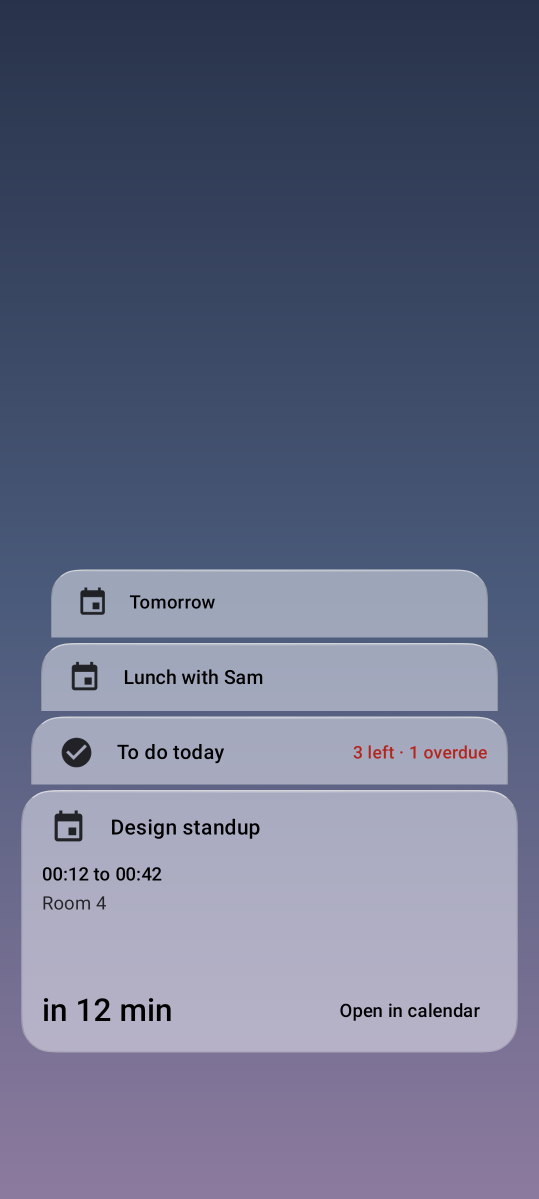 Tomorrow
Lunch with Sam
To do today 3 left · 1 overdue
Design standup
00:12 to 00:42
Room 4
in 12 min Open in calendar